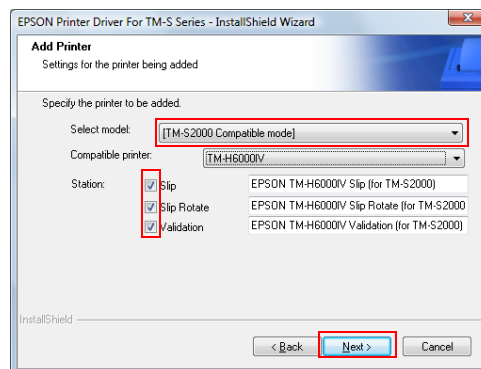 EPSON Printer Driver For TM-S Series - InstallShield Wizard
Add Printer
Settings for the printer being added
Specify the printer to be added.
Select model: [TM-S2000 Compatible mode]
Compatible printer: TM-H6000IV
Station: Slip EPSON TM-H6000IV Slip (for TM-S2000)
Slip Rotate EPSON TM-H6000IV Slip Rotate (for TM-S2000
Validation EPSON TM-H6000IV Validation (for TM-S2000)
InstallShield
< Back Next > Cancel